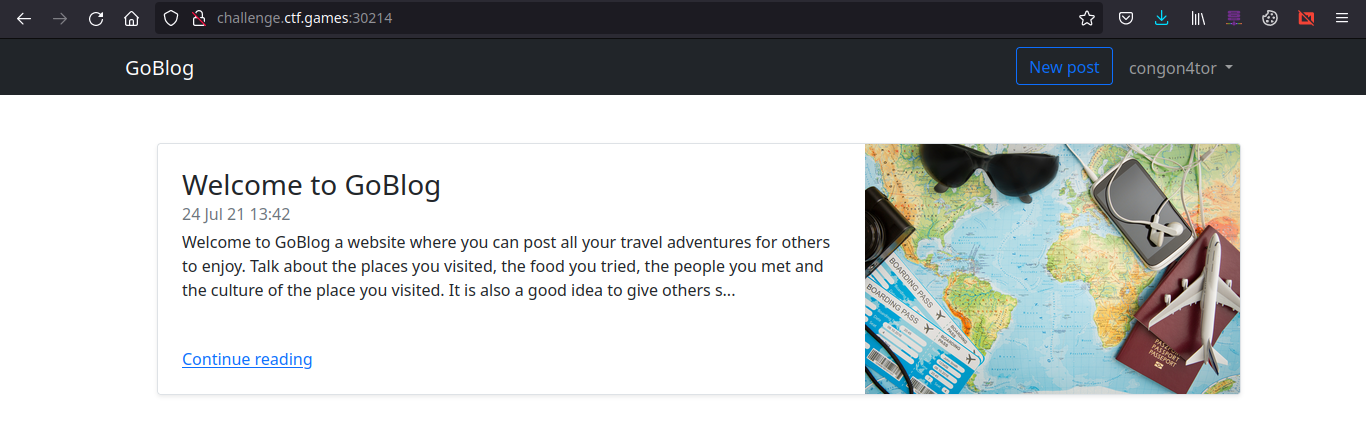 challenge.ctf.games:30214
GoBlog
New post
congon4tor
Welcome to GoBlog
24 Jul 21 13:42
Welcome to GoBlog a website where you can post all your travel adventures for others
to enjoy. Talk about the places you visited, the food you tried, the people you met and
the culture of the place you visited. It is also a good idea to give others s...
Continue reading
BOARDING PASS
BOARDING PASS
PASSPORT